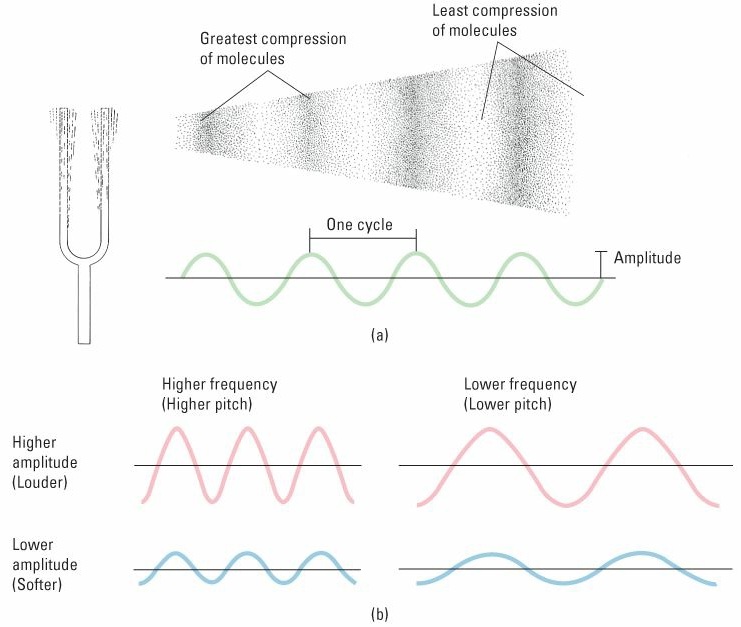 Greatest compression
of molecules
Least compression
of molecules
One cycle
Amplitude
(a)
Higher frequency
(Higher pitch)
Lower frequency
(Lower pitch)
Higher
amplitude
(Louder)
Lower
amplitude
(Softer)
(b)